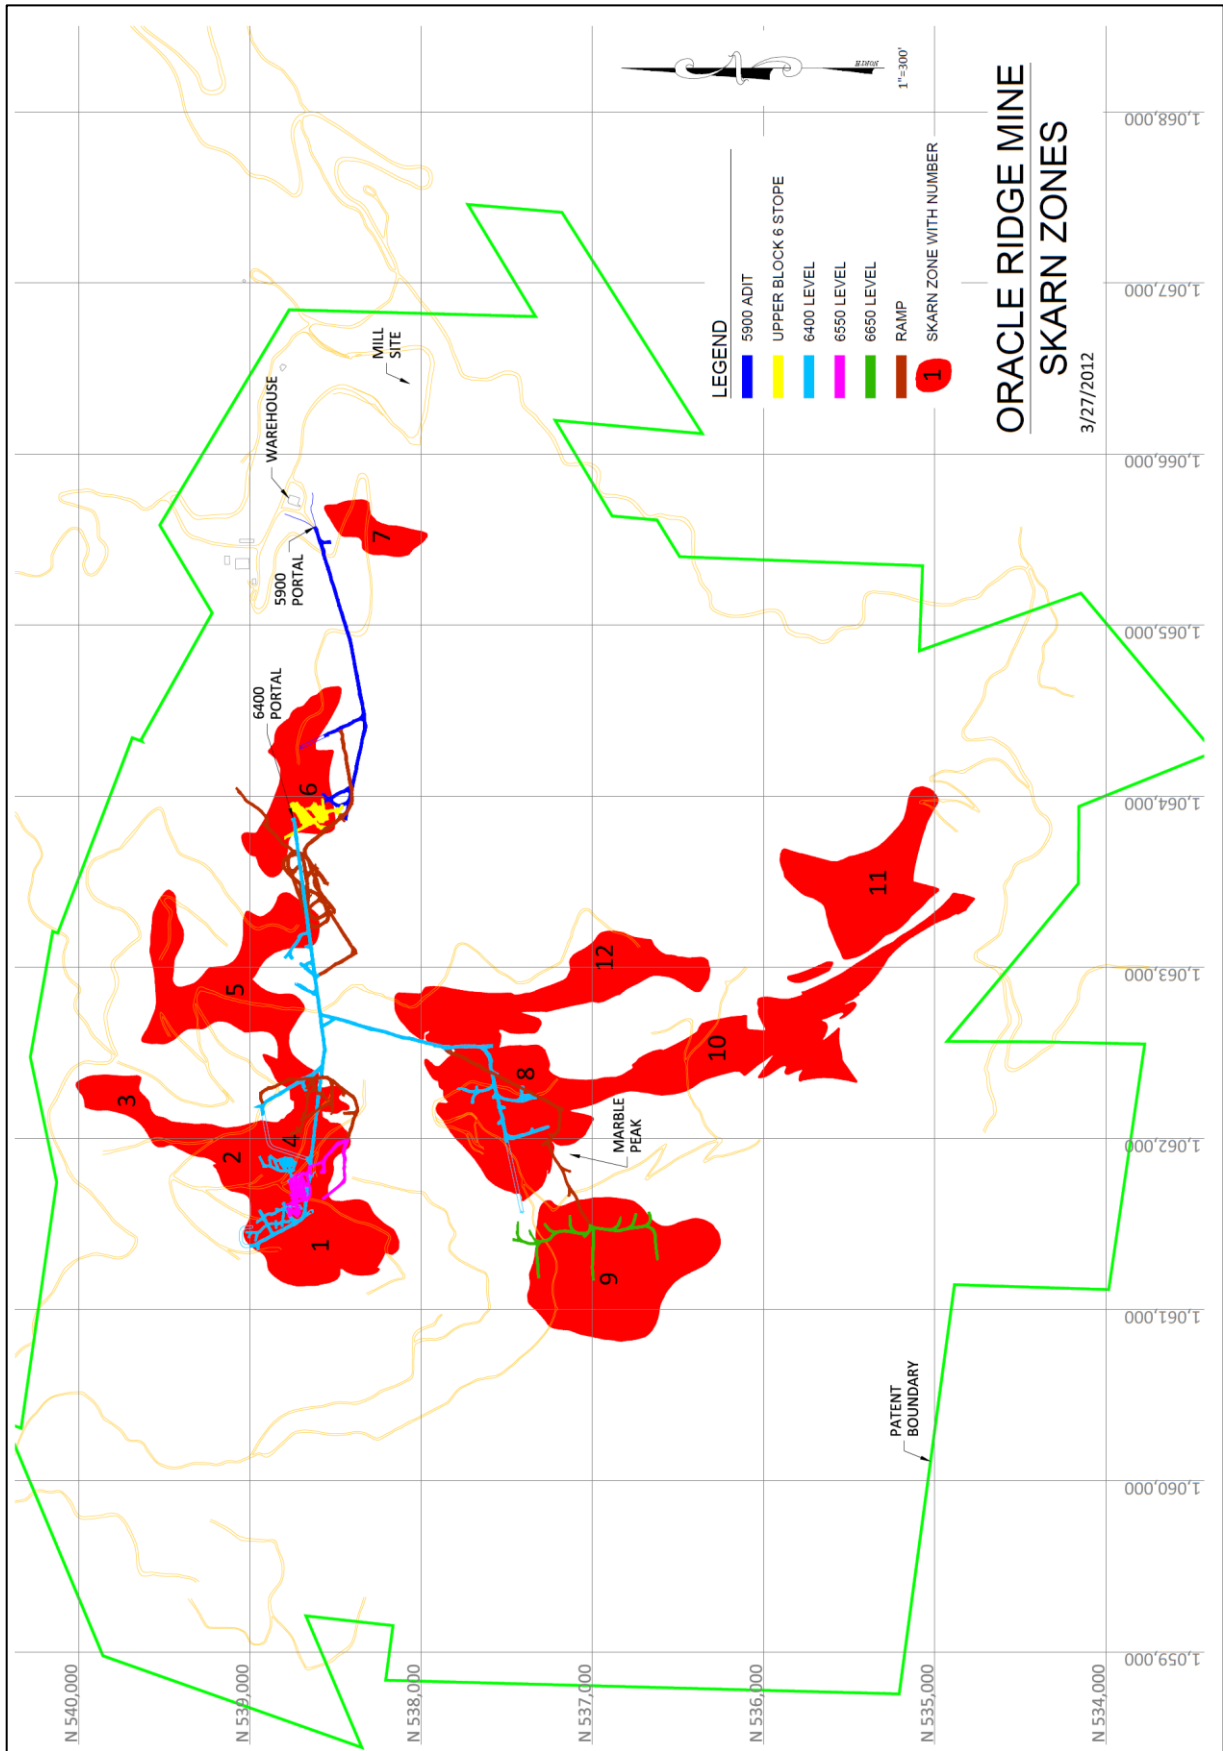 ORACLE RIDGE MINE
SKARN ZONES
3/27/2012
NORTH
1"=300'
LEGEND
5900 ADIT
UPPER BLOCK 6 STOPE
6400 LEVEL
6550 LEVEL
6650 LEVEL
RAMP
1
SKARN ZONE WITH NUMBER
N 540,000
N 539,000
N 538,000
N 537,000
N 536,000
N 535,000
N 534,000
1,059,000
1,060,000
1,061,000
1,062,000
1,063,000
1,064,000
1,065,000
1,066,000
1,067,000
1,068,000
WAREHOUSE
MILL
SITE
5900
PORTAL
6400
PORTAL
MARBLE
PEAK
PATENT
BOUNDARY
1
2
3
4
5
6
7
8
9
10
11
12